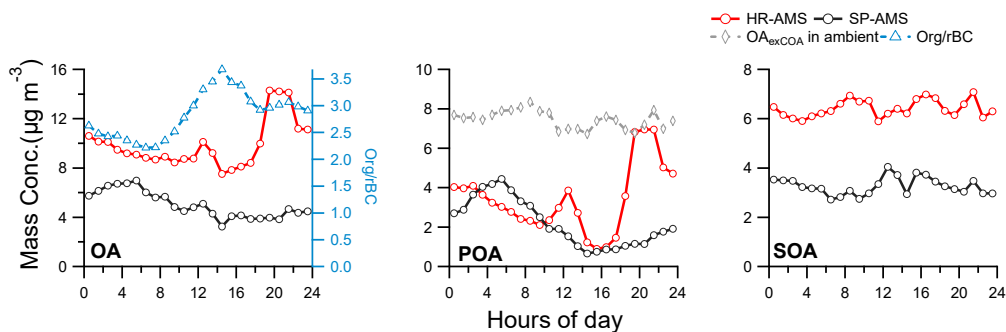 HR-AMS SP-AMS
OA_exCOA in ambient Org/rBC
Mass Conc.(µg m⁻³)
16
12
8
4
0
3.5
3.0
2.5
2.0
1.5
1.0
0.5
0.0
Org/rBC
OA
0 4 8 12 16 20 24
10
8
6
4
2
0
POA
0 4 8 12 16 20 24
10
8
6
4
2
0
SOA
0 4 8 12 16 20 24
Hours of day